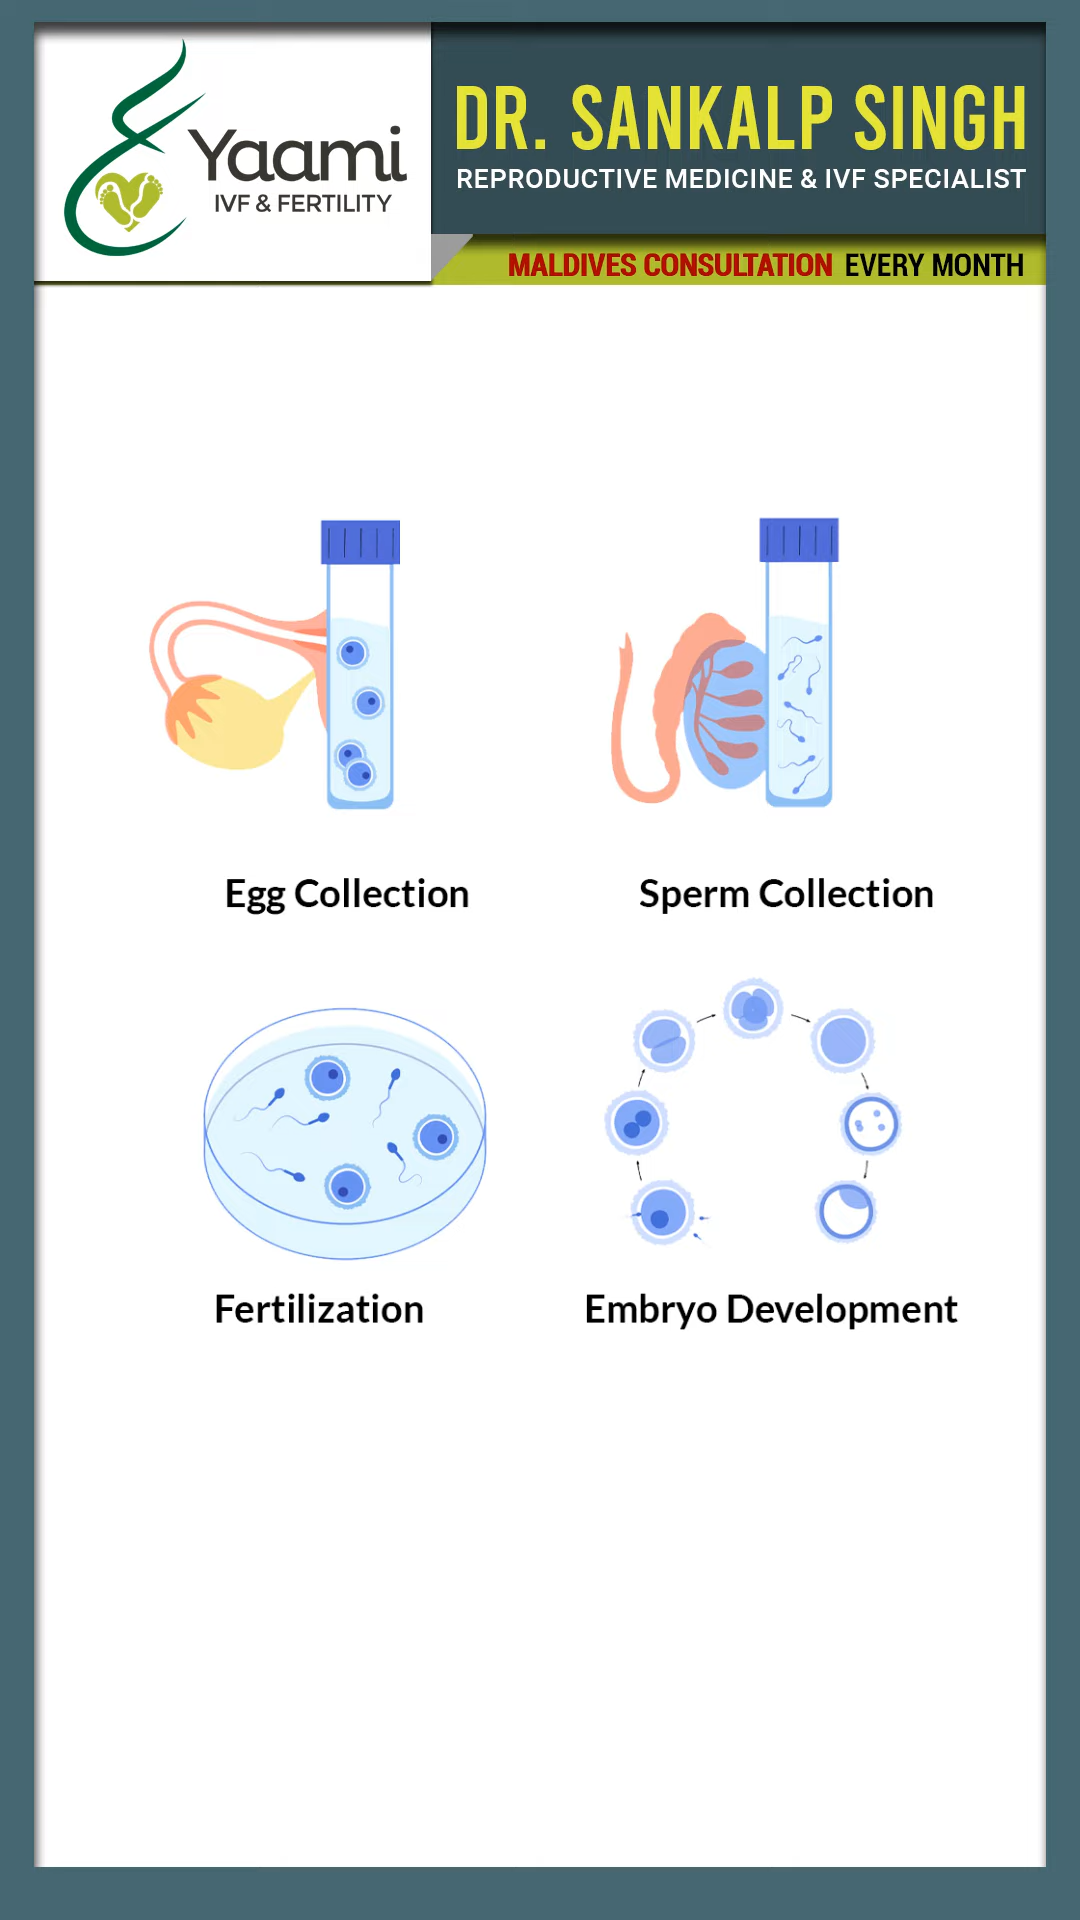 Yaami
IVF & FERTILITY
DR. SANKALP SINGH
REPRODUCTIVE MEDICINE & IVF SPECIALIST
MALDIVES CONSULTATION EVERY MONTH
Egg Collection
Sperm Collection
Fertilization
Embryo Development